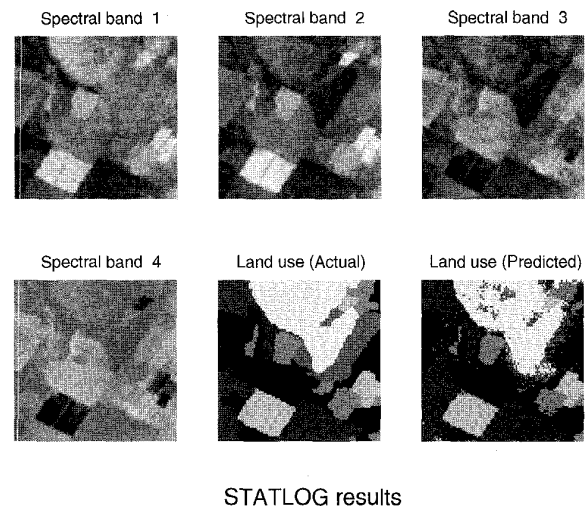 Spectral band 1
Spectral band 2
Spectral band 3
Spectral band 4
Land use (Actual)
Land use (Predicted)
STATLOG results